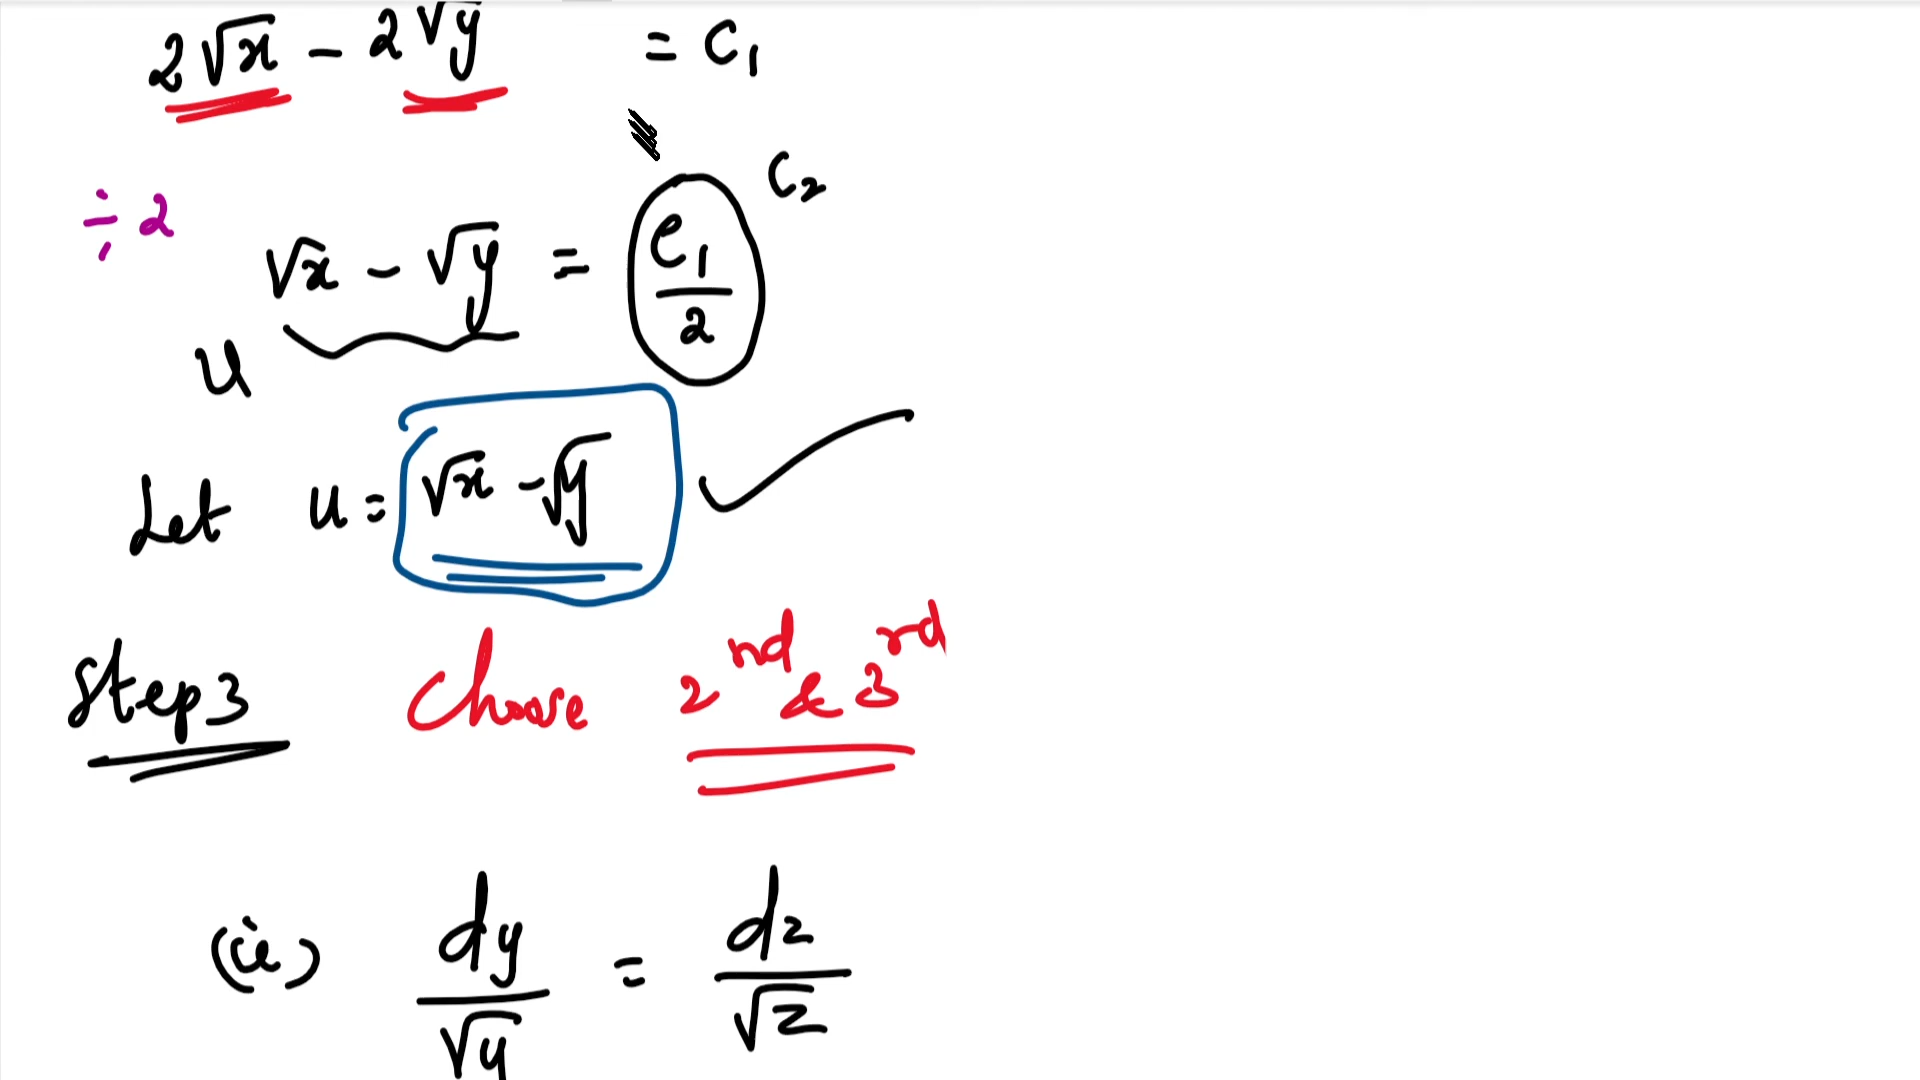 2√x - 2√y = C₁
÷ 2
C₂
√x - √y = C₁/2
u
Let u = √x - √y
Step 3 Choose 2nd & 3rd
(ie) dy/√y = dz/√z